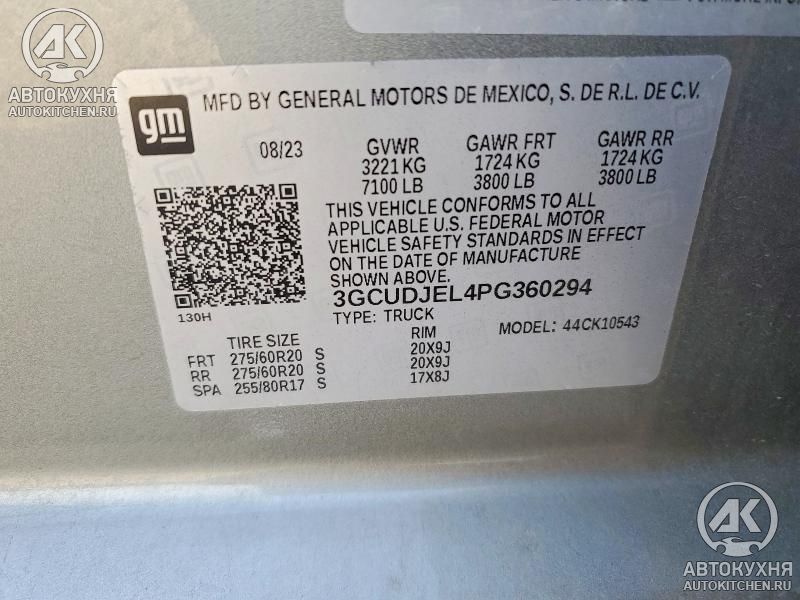 AK
АВТОКУХНЯ
AUTOKITCHEN.RU
gm
MFD BY GENERAL MOTORS DE MEXICO, S. DE R.L. DE C.V.
08/23 GVWR GAWR FRT GAWR RR
3221 KG 1724 KG 1724 KG
7100 LB 3800 LB 3800 LB
THIS VEHICLE CONFORMS TO ALL
APPLICABLE U.S. FEDERAL MOTOR
VEHICLE SAFETY STANDARDS IN EFFECT
ON THE DATE OF MANUFACTURE
SHOWN ABOVE.
3GCUDJEL4PG360294
130H
TYPE: TRUCK MODEL: 44CK10543
TIRE SIZE RIM
FRT 275/60R20 S 20X9J
RR 275/60R20 S 20X9J
SPA 255/80R17 S 17X8J
AK
АВТОКУХНЯ
AUTOKITCHEN.RU